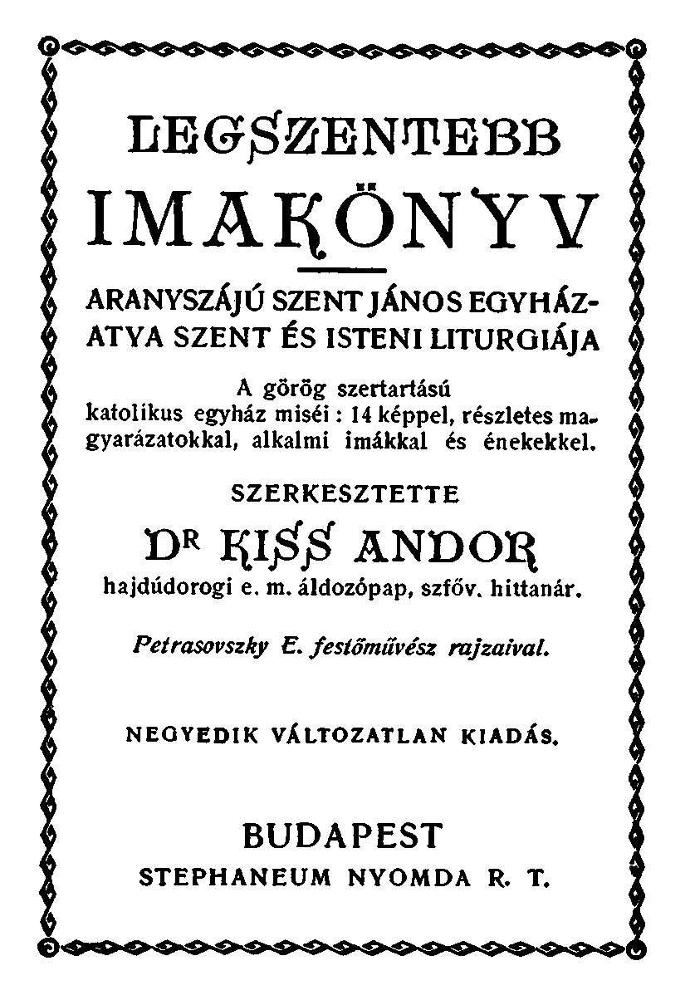 LEGSZENTEBB
IMAKÖNYV
ARANYSZÁJÚ SZENT JÁNOS EGYHÁZ-
ATYA SZENT ÉS ISTENI LITURGIÁJA
A görög szertartású
katolikus egyház miséi : 14 képpel, részletes ma-
gyarázatokkal, alkalmi imákkal és énekekkel.
SZERKESZTETTE
DR KISS ANDOR
hajdúdorogi e. m. áldozópap, szföv. hittanár.
Petrasovszky E. festőművész rajzaival.
NEGYEDIK VÁLTOZATLAN KIADÁS.
BUDAPEST
STEPHANEUM NYOMDA R. T.